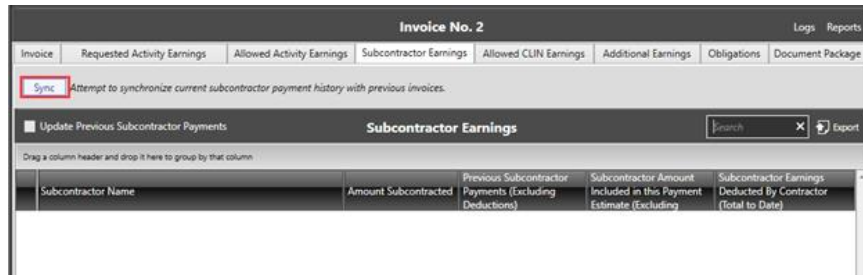 Invoice No. 2
Logs Reports
Invoice Requested Activity Earnings Allowed Activity Earnings Subcontractor Earnings Allowed CLIN Earnings Additional Earnings Obligations Document Package
Sync Attempt to synchronize current subcontractor payment history with previous invoices.
Update Previous Subcontractor Payments Subcontractor Earnings Search X Export
Drag a column header and drop it here to group by that column
Previous Subcontractor Subcontractor Amount Subcontractor Earnings
Subcontractor Name Amount Subcontracted Payments (Excluding Included in this Payment Deducted By Contractor
Deductions) Estimate (Excluding (Total to Date)